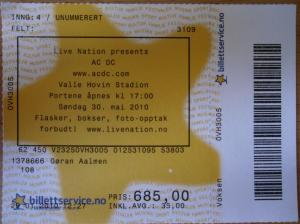 INNG: 4 / UNUMMERERT
FELT:
3109
Live Nation presents
AC DC
www.acdc.com
Valle Hovin Stadion
Portene åpnes kl 17:00
Søndag 30. mai 2010
Flasker, bokser, foto-opptak
forbudt! www.livenation.no
62 450 V23250VH3005 012531085 23530
1378666 Gøran Aalmen
108
billettservice.no
PRIS: 685,00
INKL.AVG.: 35,00
OVH3005
billettservice.no
OVH3005
Voksen